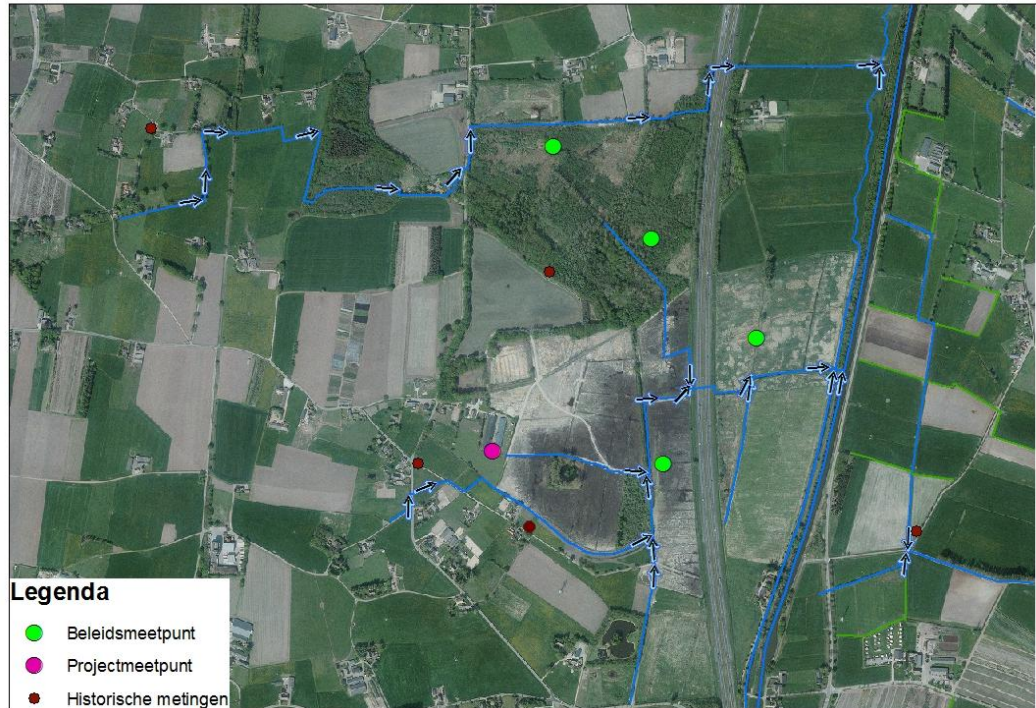 Legenda
Beleidsmeetpunt
Projectmeetpunt
Historische metingen